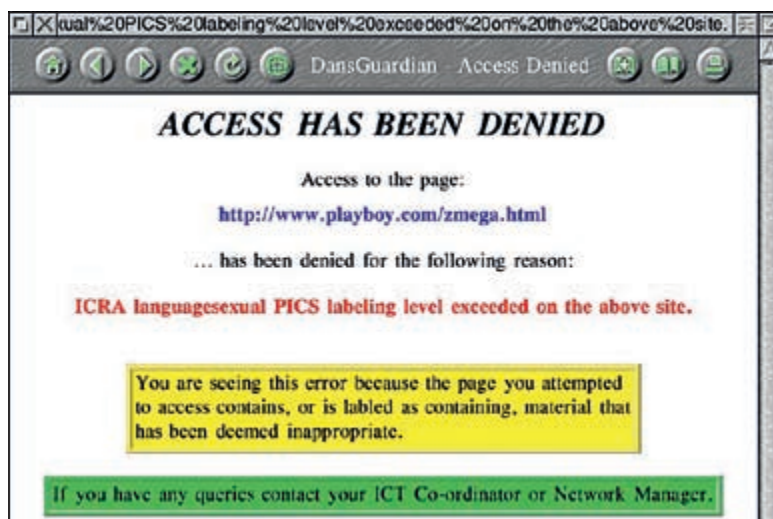 xual%20PICS%20labeling%20level%20exceeded%20on%20the%20above%20site.
DansGuardian - Access Denied
ACCESS HAS BEEN DENIED
Access to the page:
http://www.playboy.com/zmega.html
... has been denied for the following reason:
ICRA languagesexual PICS labeling level exceeded on the above site.
You are seeing this error because the page you attempted
to access contains, or is labled as containing, material that
has been deemed inappropriate.
If you have any queries contact your ICT Co-ordinator or Network Manager.